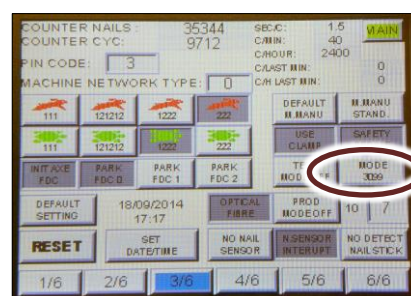 COUNTER NAILS : 35344 SEC/C: 1.5 MAIN
COUNTER CYC: 9712 C/MIN: 40
C/HOUR: 2400
PIN CODE: 3 C/LAST MIN: 0
MACHINE NETWORK TYPE: 0 C/H LAST MIN: 0
111 121212 1222 222 DEFAULT M.MANU M.MANU STAND.
111 121212 1222 222 USE CLAMP SAFETY
INIT AXE FDC PARK FDC 0 PARK FDC 1 PARK FDC 2 MODE 3099
DEFAULT SETTING 18/09/2014 17:17 OPTICAL FIBRE PROD MODEOFF 10 7
RESET SET DATE/TIME NO NAIL SENSOR N.SENSOR INTERUPT NO DETECT NAILSTICK
1/6 2/6 3/6 4/6 5/6 6/6